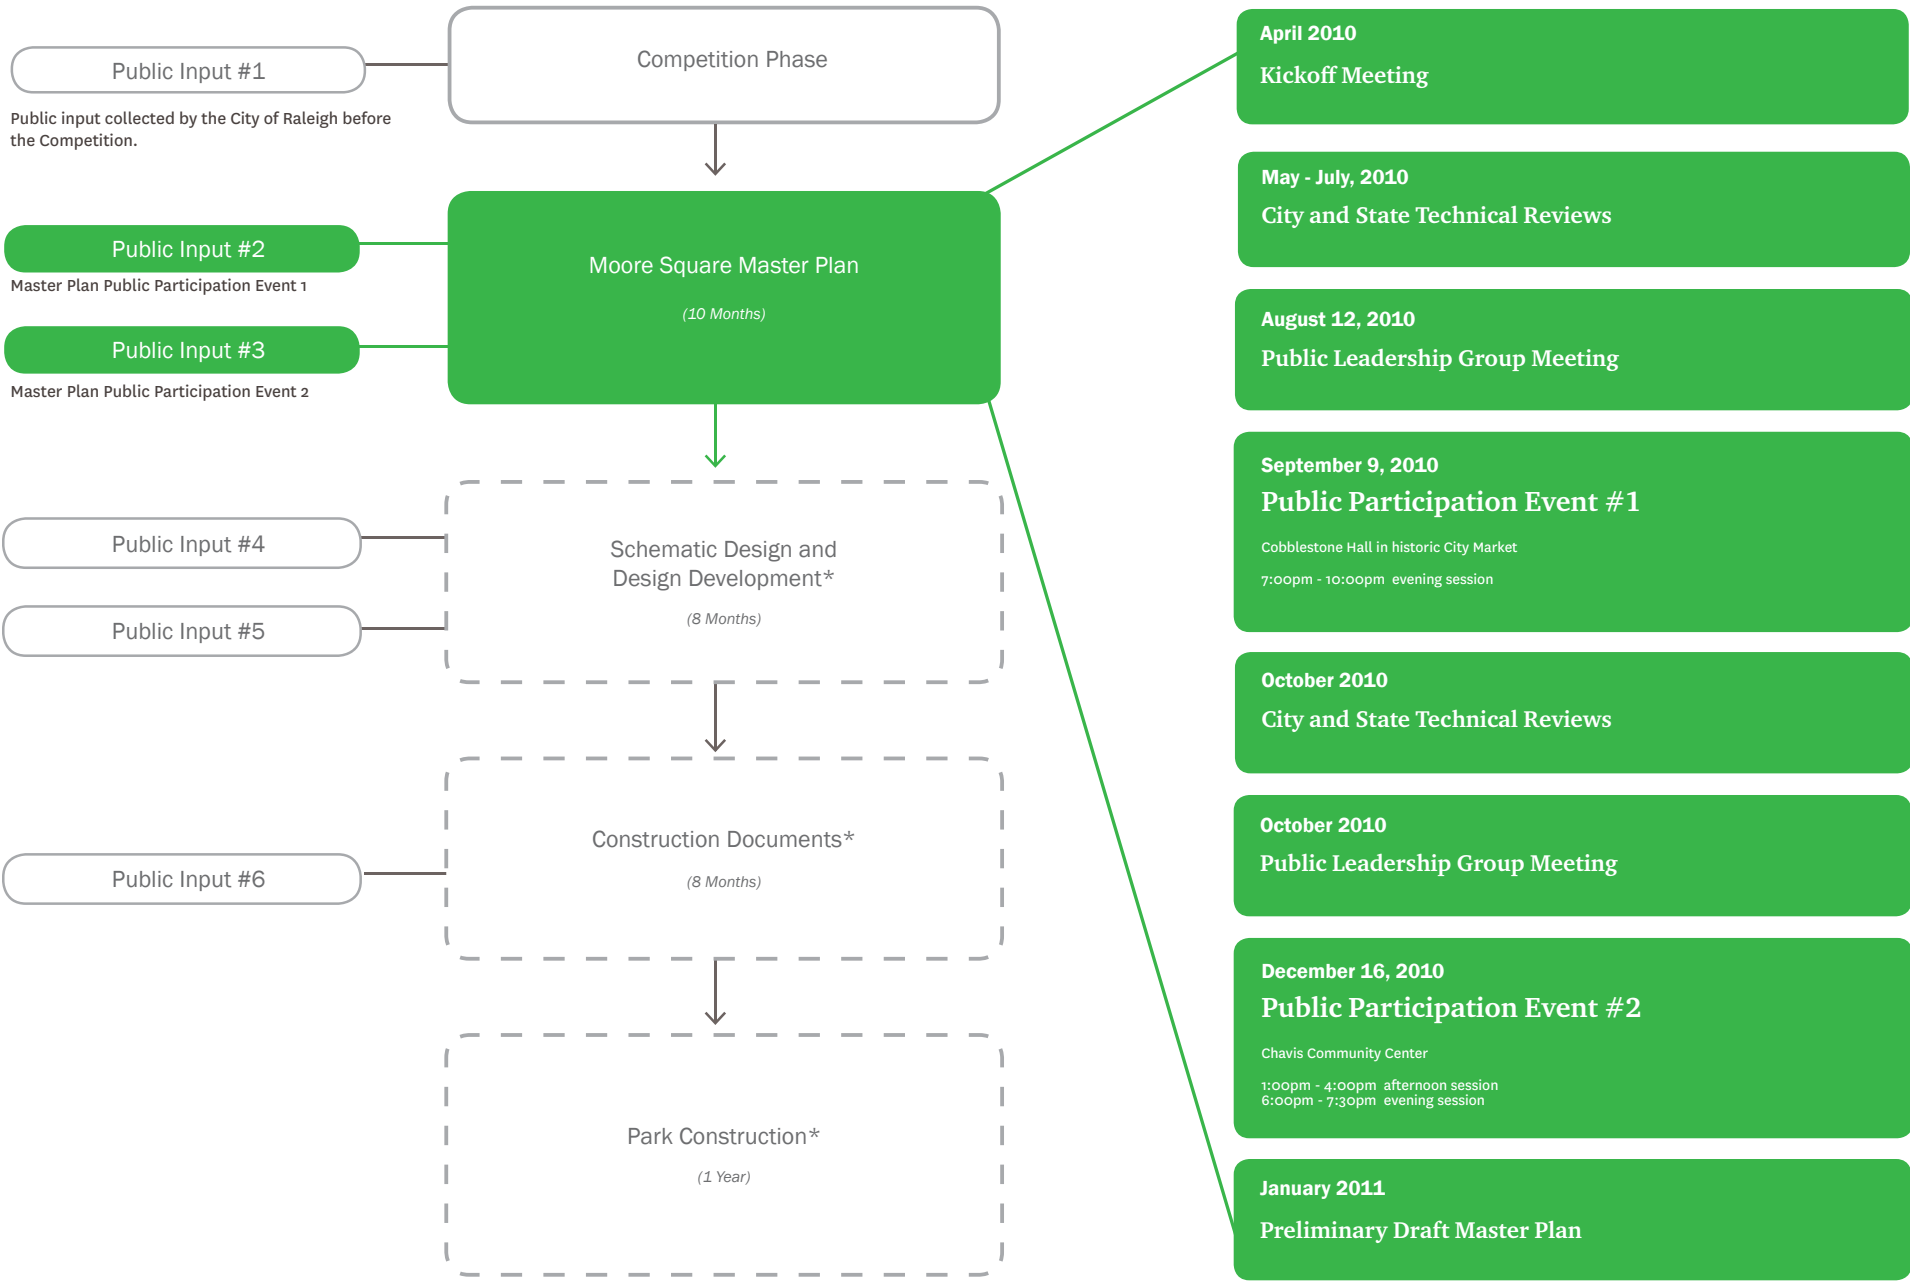 Competition Phase
Public Input #1
Public input collected by the City of Raleigh before
the Competition.
Public Input #2
Master Plan Public Participation Event 1
Public Input #3
Master Plan Public Participation Event 2
Moore Square Master Plan
(10 Months)
Public Input #4
Public Input #5
Schematic Design and
Design Development*
(8 Months)
Public Input #6
Construction Documents*
(8 Months)
Park Construction*
(1 Year)
April 2010
Kickoff Meeting
May - July, 2010
City and State Technical Reviews
August 12, 2010
Public Leadership Group Meeting
September 9, 2010
Public Participation Event #1
Cobblestone Hall in historic City Market
7:00pm - 10:00pm evening session
October 2010
City and State Technical Reviews
October 2010
Public Leadership Group Meeting
December 16, 2010
Public Participation Event #2
Chavis Community Center
1:00pm - 4:00pm afternoon session
6:00pm - 7:30pm evening session
January 2011
Preliminary Draft Master Plan